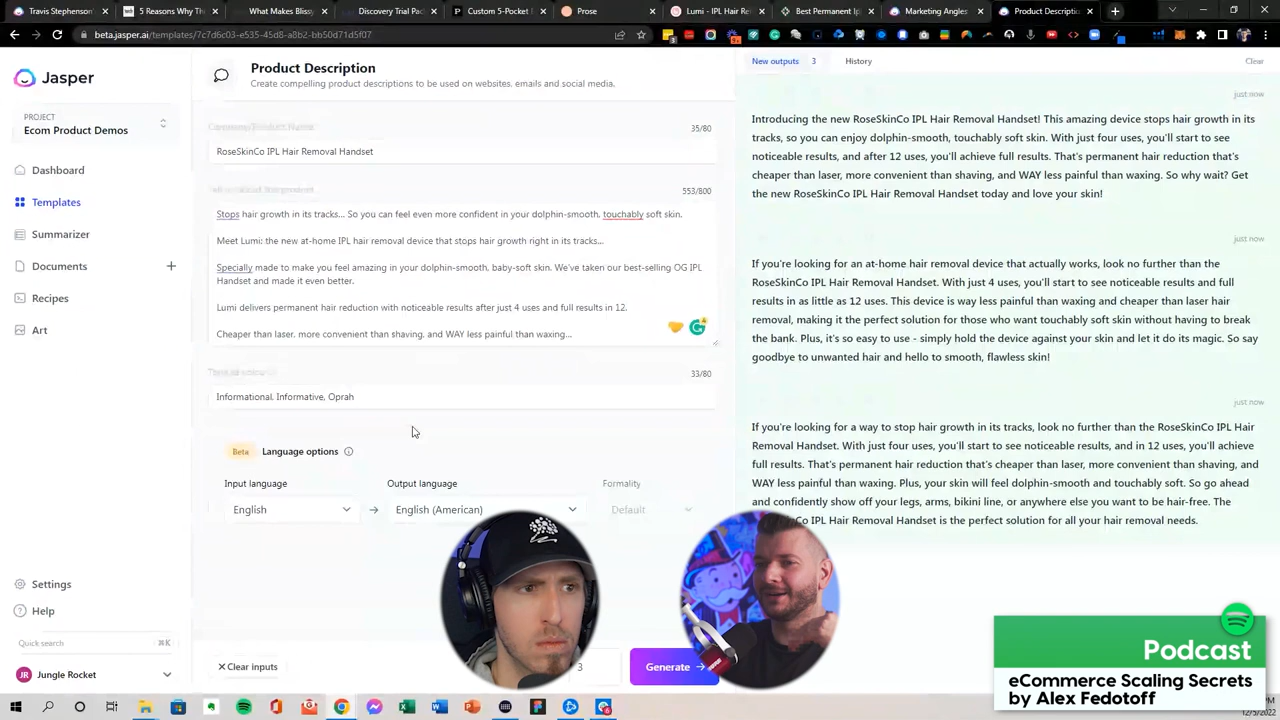 Travis Stephenson's
5 Reasons Why Th
What Makes Blissy
Discovery Trial Pac
Custom 5-Pocket
Prose
Lumi - IPL Hair Re
Best Permanent Ip
Marketing Angles
eCommerce Descriptio
beta.jasper.ai/templates/7c7d6c03-e535-45d8-a8b2-bb50d71d5f07
Jasper
PROJECT
Ecom Product Demos
Dashboard
Templates
Summarizer
Documents
Recipes
Art
Settings
Help
Quick search
⌘K
JR
Jungle Rocket
Product Description
Create compelling product descriptions to be used on websites, emails and social media.
35/80
RoseSkinCo IPL Hair Removal Handset
553/800
Stops hair growth in its tracks... So you can feel even more confident in your dolphin-smooth, touchably soft skin.
Meet Lumi: the new at-home IPL hair removal device that stops hair growth right in its tracks...
Specially made to make you feel amazing in your dolphin-smooth, baby-soft skin. We've taken our best-selling OG IPL
Handset and made it even better.
Lumi delivers permanent hair reduction with noticeable results after just 4 uses and full results in 12.
Cheaper than laser, more convenient than shaving, and WAY less painful than waxing...
33/80
Informational, Informative, Oprah
Beta
Language options
Input language
Output language
Formality
English
English (American)
Default
Clear inputs
3
Generate
New outputs 3
History
Clear
just now
Introducing the new RoseSkinCo IPL Hair Removal Handset! This amazing device stops hair growth in its
tracks, so you can enjoy dolphin-smooth, touchably soft skin. With just four uses, you'll start to see
noticeable results, and after 12 uses, you'll achieve full results. That's permanent hair reduction that's
cheaper than laser, more convenient than shaving, and WAY less painful than waxing. So why wait? Get
the new RoseSkinCo IPL Hair Removal Handset today and love your skin!
just now
If you're looking for an at-home hair removal device that actually works, look no further than the
RoseSkinCo IPL Hair Removal Handset. With just 4 uses, you'll start to see noticeable results and full
results in as little as 12 uses. This device is way less painful than waxing and cheaper than laser hair
removal, making it the perfect solution for those who want touchably soft skin without having to break
the bank. Plus, it's so easy to use - simply hold the device against your skin and let it do its magic. So say
goodbye to unwanted hair and hello to smooth, flawless skin!
just now
If you're looking for a way to stop hair growth in its tracks, look no further than the RoseSkinCo IPL Hair
Removal Handset. With just four uses, you'll start to see noticeable results, and in 12 uses, you'll achieve
full results. That's permanent hair reduction that's cheaper than laser, more convenient than shaving, and
WAY less painful than waxing. Plus, your skin will feel dolphin-smooth and touchably soft. So go ahead
and confidently show off your legs, arms, bikini line, or anywhere else you want to be hair-free. The
Co IPL Hair Removal Handset is the perfect solution for all your hair removal needs.
Podcast
eCommerce Scaling Secrets
by Alex Fedotoff
PM
12/5/2022